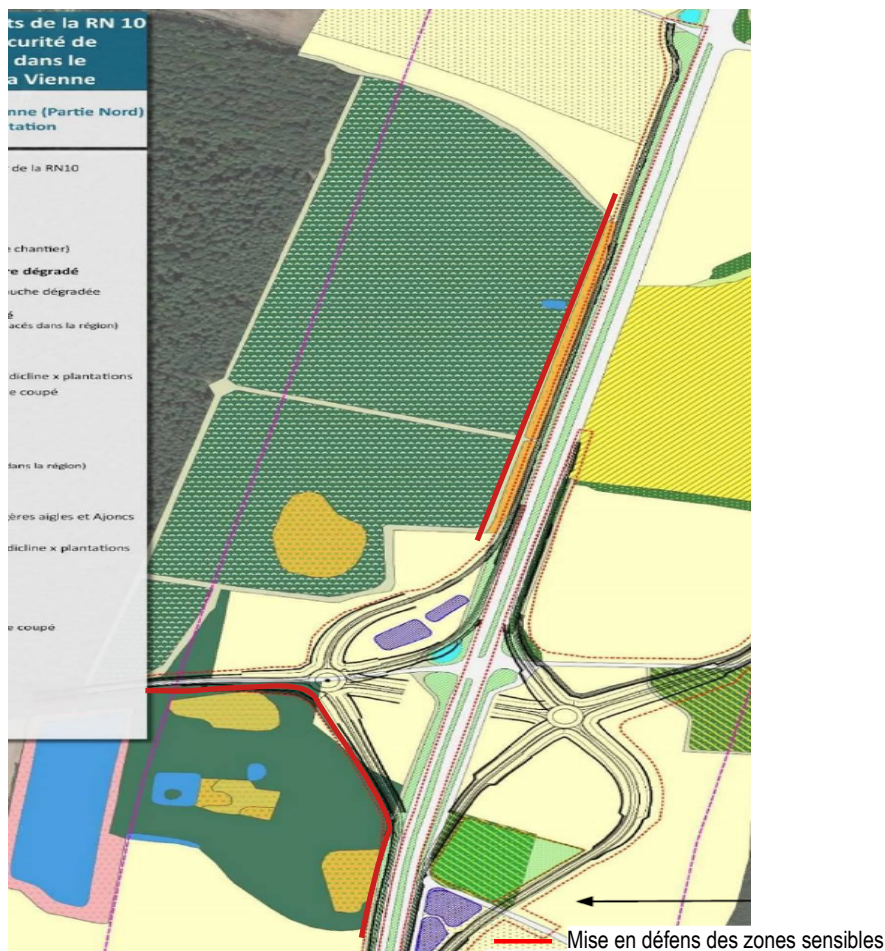 ts de la RN 10
curité de
dans le
a Vienne
nne (Partie Nord)
tation
de la RN10
e chantier)
re dégradé
uche dégradée
é
acés dans la région)
dicline x plantations
e coupé
dans la région)
gères aigles et Ajoncs
dicline x plantations
e coupé
Mise en défens des zones sensibles